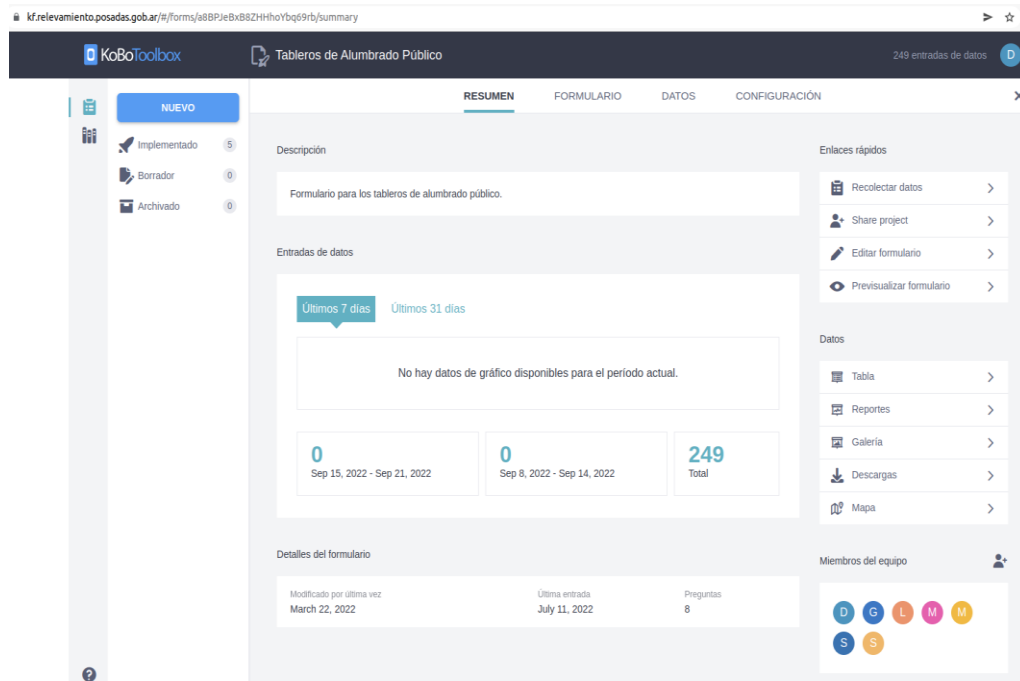 kf.relevamiento.posadas.gob.ar/#/forms/a8BPJeBxB8ZHHhoYbq69rb/summary
KoBoToolbox
Tableros de Alumbrado Público
249 entradas de datos
D
NUEVO
Implementado 5
Borrador 0
Archivado 0
RESUMEN FORMULARIO DATOS CONFIGURACIÓN
Descripción
Formulario para los tableros de alumbrado público.
Entradas de datos
Últimos 7 días Últimos 31 días
No hay datos de gráfico disponibles para el período actual.
0
Sep 15, 2022 - Sep 21, 2022
0
Sep 8, 2022 - Sep 14, 2022
249
Total
Detalles del formulario
Modificado por última vez
March 22, 2022
Última entrada
July 11, 2022
Preguntas
8
Enlaces rápidos
Recolectar datos
Share project
Editar formulario
Previsualizar formulario
Datos
Tabla
Reportes
Galería
Descargas
Mapa
Miembros del equipo
D G L M M
S S